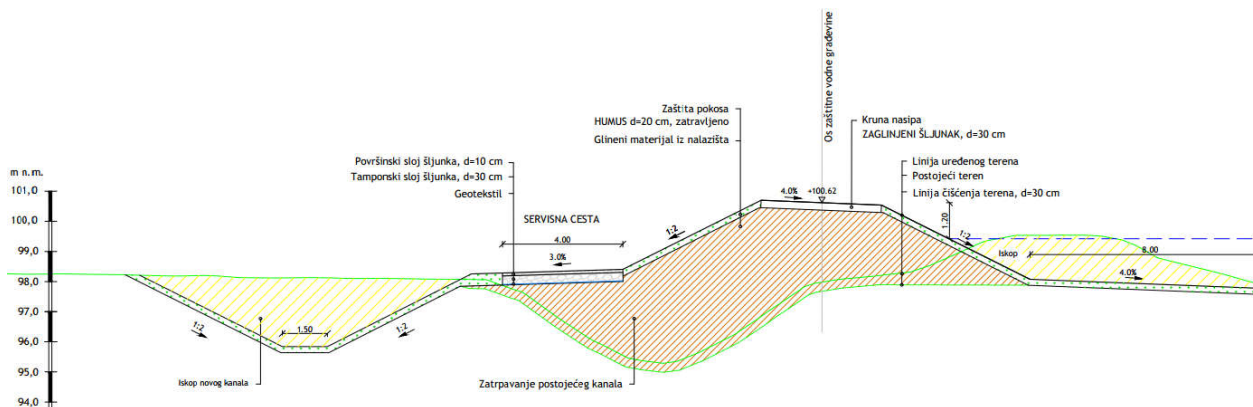 Os zaštitne vodne građevine
Zaštita pokosa
HUMUS d=20 cm, zatravljeno
Glineni materijal iz nalazišta
Kruna nasipa
ZAGLINJENI ŠLJUNAK, d=30 cm
Površinski sloj šljunka, d=10 cm
Tamponski sloj šljunka, d=30 cm
Geotekstil
Linija uređenog terena
Postojeći teren
Linija čišćenja terena, d=30 cm
m n.m.
101,0
100,0
99,0
98,0
97,0
96,0
95,0
94,0
4.0%
+100.62
SERVISNA CESTA
4.00
3.0%
1:2
1.20
1:2
Iskop
8.00
4.0%
1:2
1.50
1:2
Iskop novog kanala
Zatrpavanje postojećeg kanala